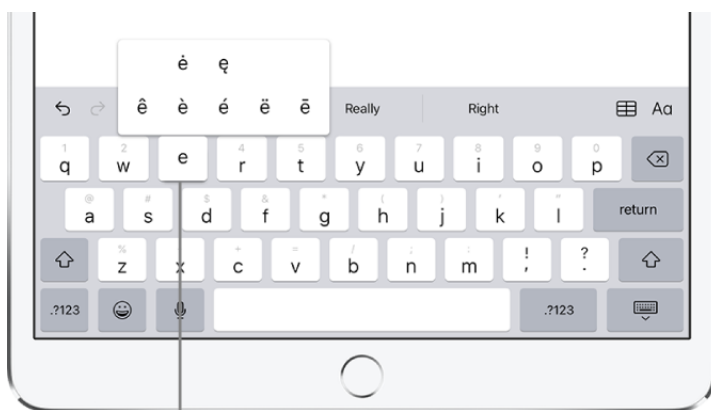 ė ę
ê è é ë ē Really Right Aa
1 2 4 5 6 7 8 9 0
q w e r t y u i o p
@ # $ & * ( ) ' "
a s d f g h j k l return
% - + = / ; : ! ?
z x c v b n m , .
.?123 .?123